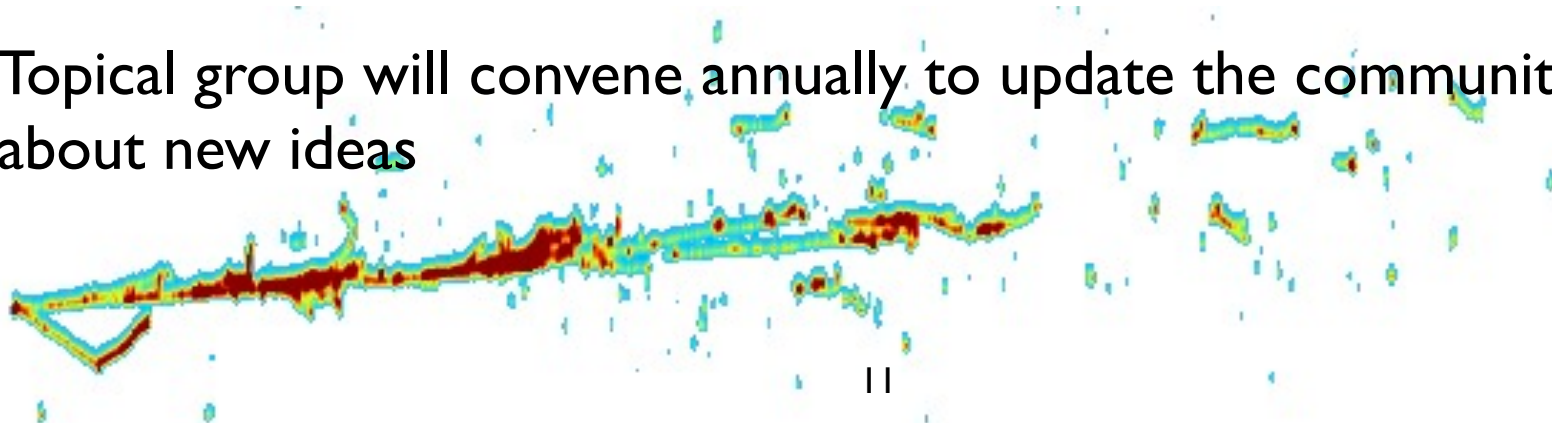 Topical group will convene annually to update the communit
about new ideas
11